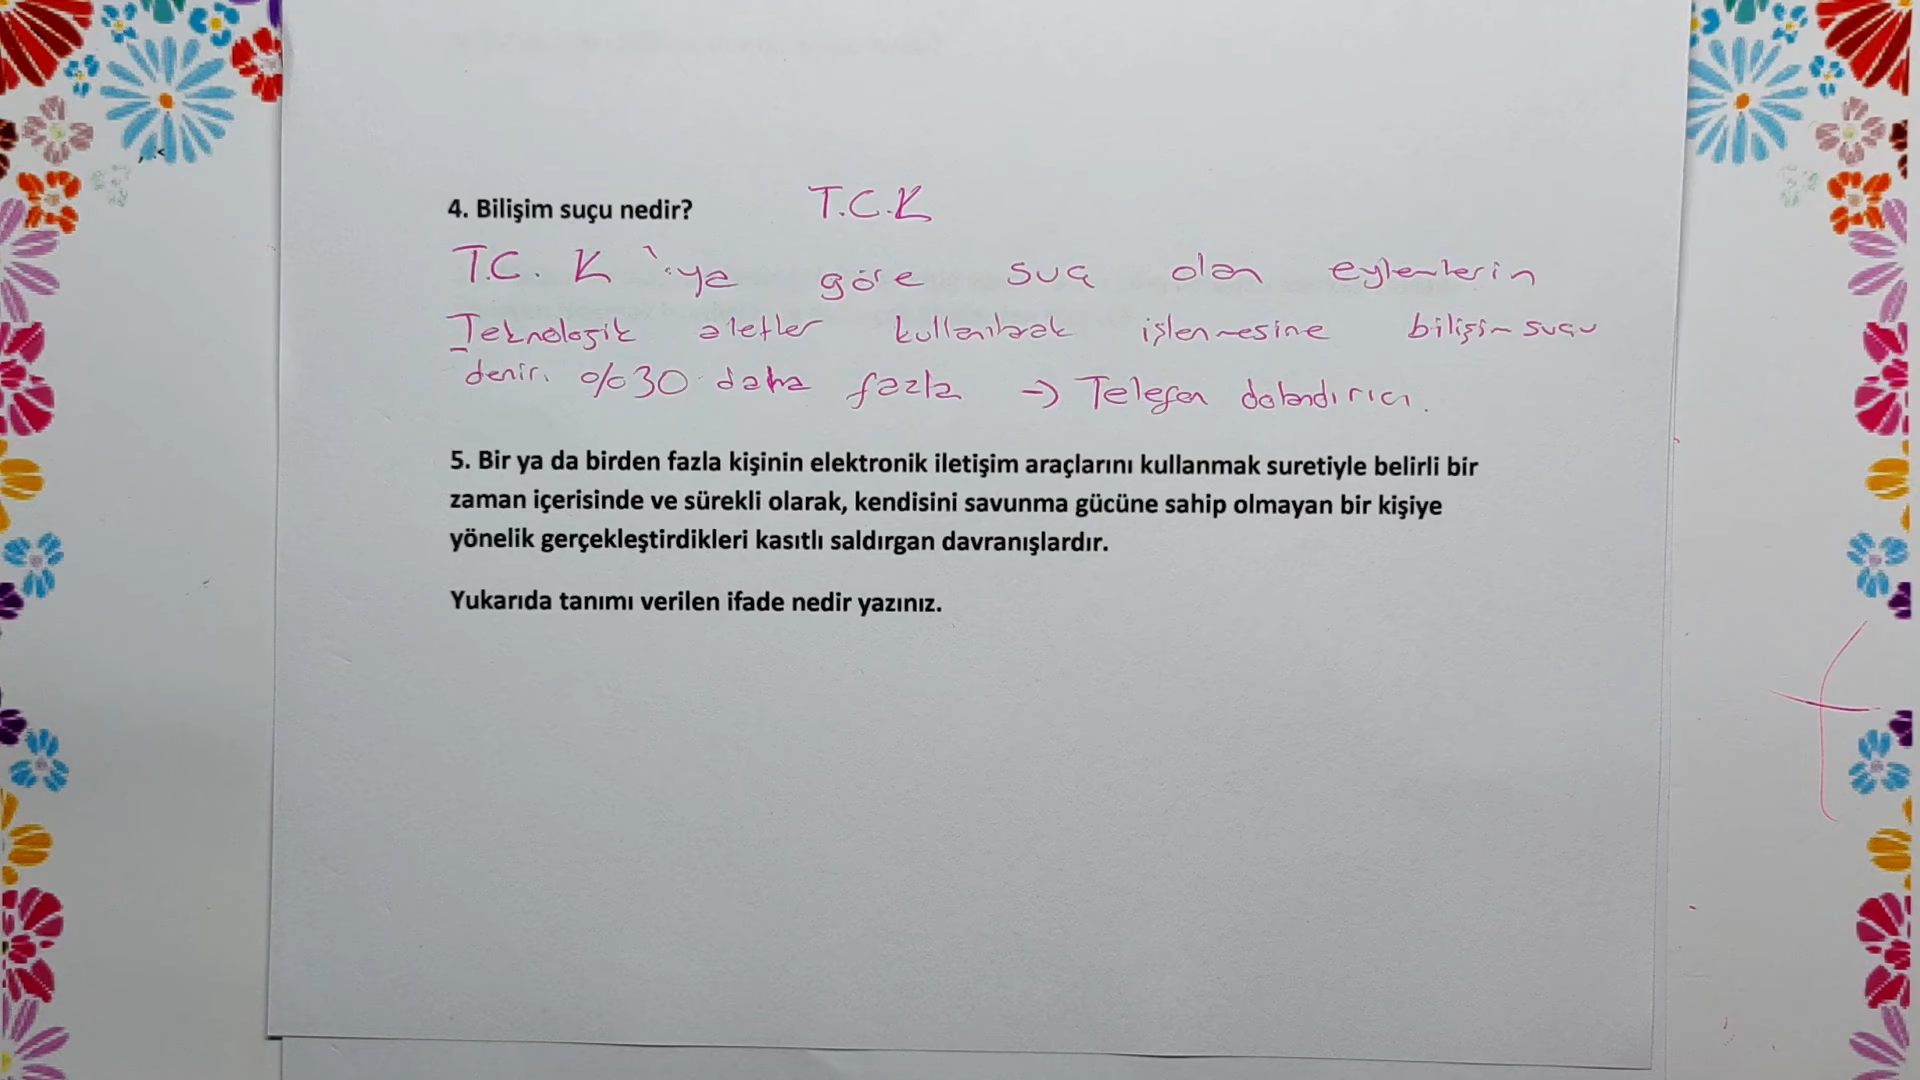 4. Bilişim suçu nedir? T.C.K
T.C.K 'ya göre suç olan eylemlerin
Teknolojik aletler kullanılarak işlenmesine bilişim suçu
denir. %30 daha fazla → Telefon dolandırıcı.
5. Bir ya da birden fazla kişinin elektronik iletişim araçlarını kullanmak suretiyle belirli bir
zaman içerisinde ve sürekli olarak, kendisini savunma gücüne sahip olmayan bir kişiye
yönelik gerçekleştirdikleri kasıtlı saldırgan davranışlardır.
Yukarıda tanımı verilen ifade nedir yazınız.